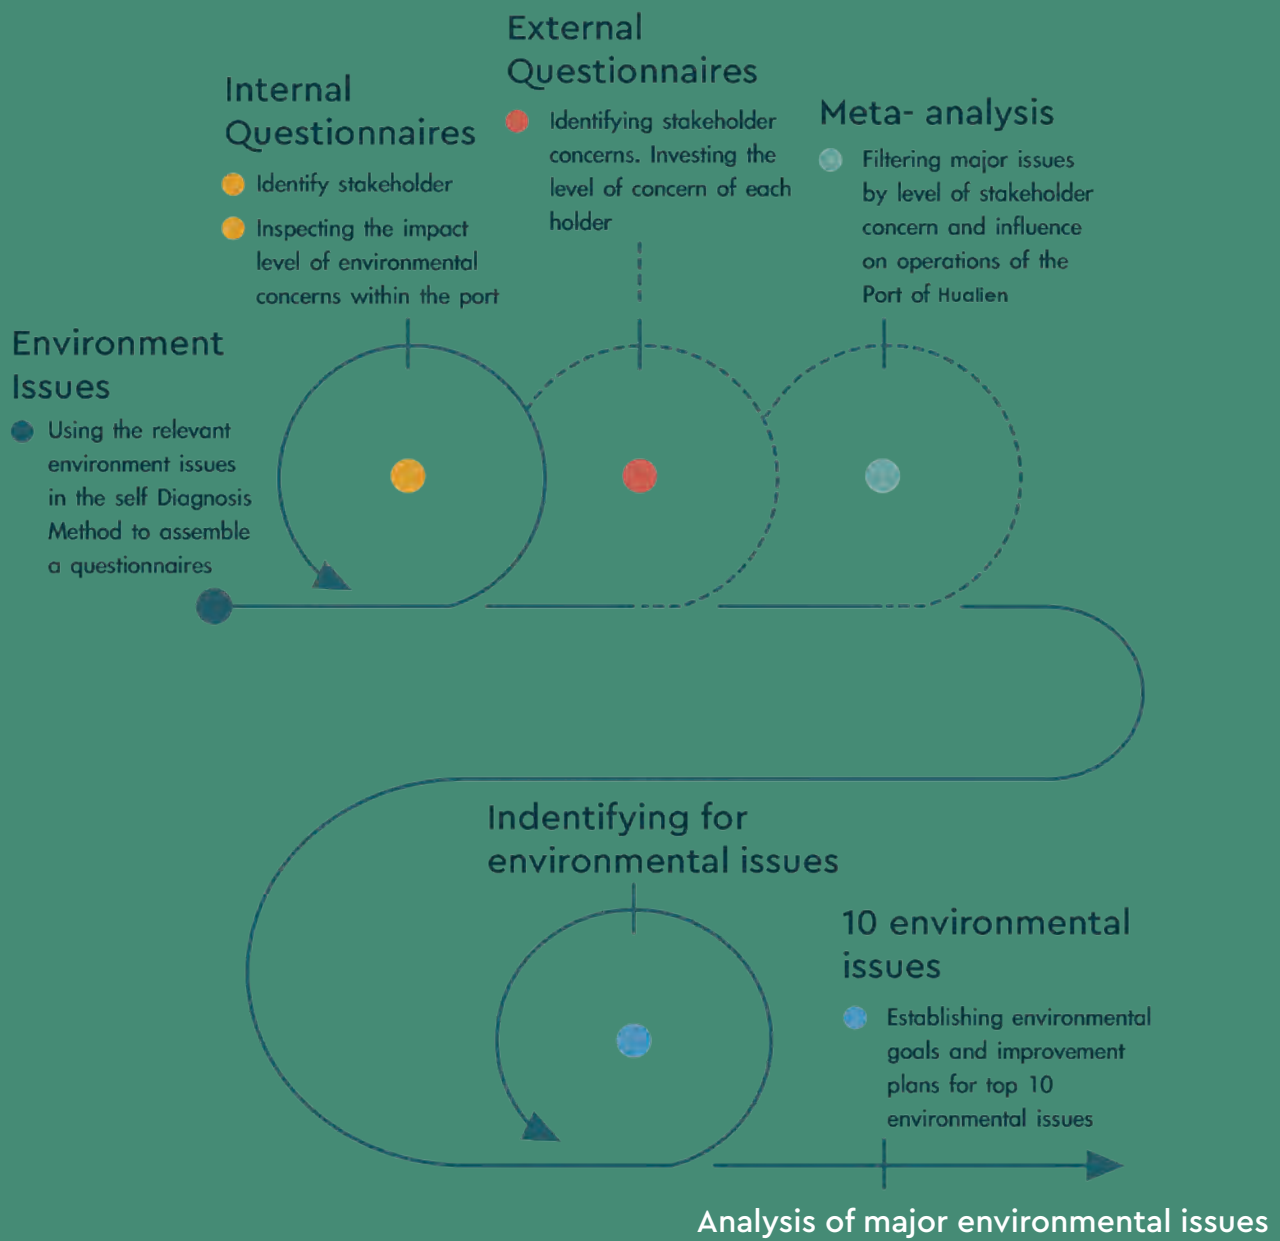 Environment
Issues
Using the relevant
environment issues
in the self Diagnosis
Method to assemble
a questionnaires
Internal
Questionnaires
Identify stakeholder
Inspecting the impact
level of environmental
concerns within the port
External
Questionnaires
Identifying stakeholder
concerns. Investing the
level of concern of each
holder
Meta- analysis
Filtering major issues
by level of stakeholder
concern and influence
on operations of the
Port of Hualien
Indentifying for
environmental issues
10 environmental
issues
Establishing environmental
goals and improvement
plans for top 10
environmental issues
Analysis of major environmental issues